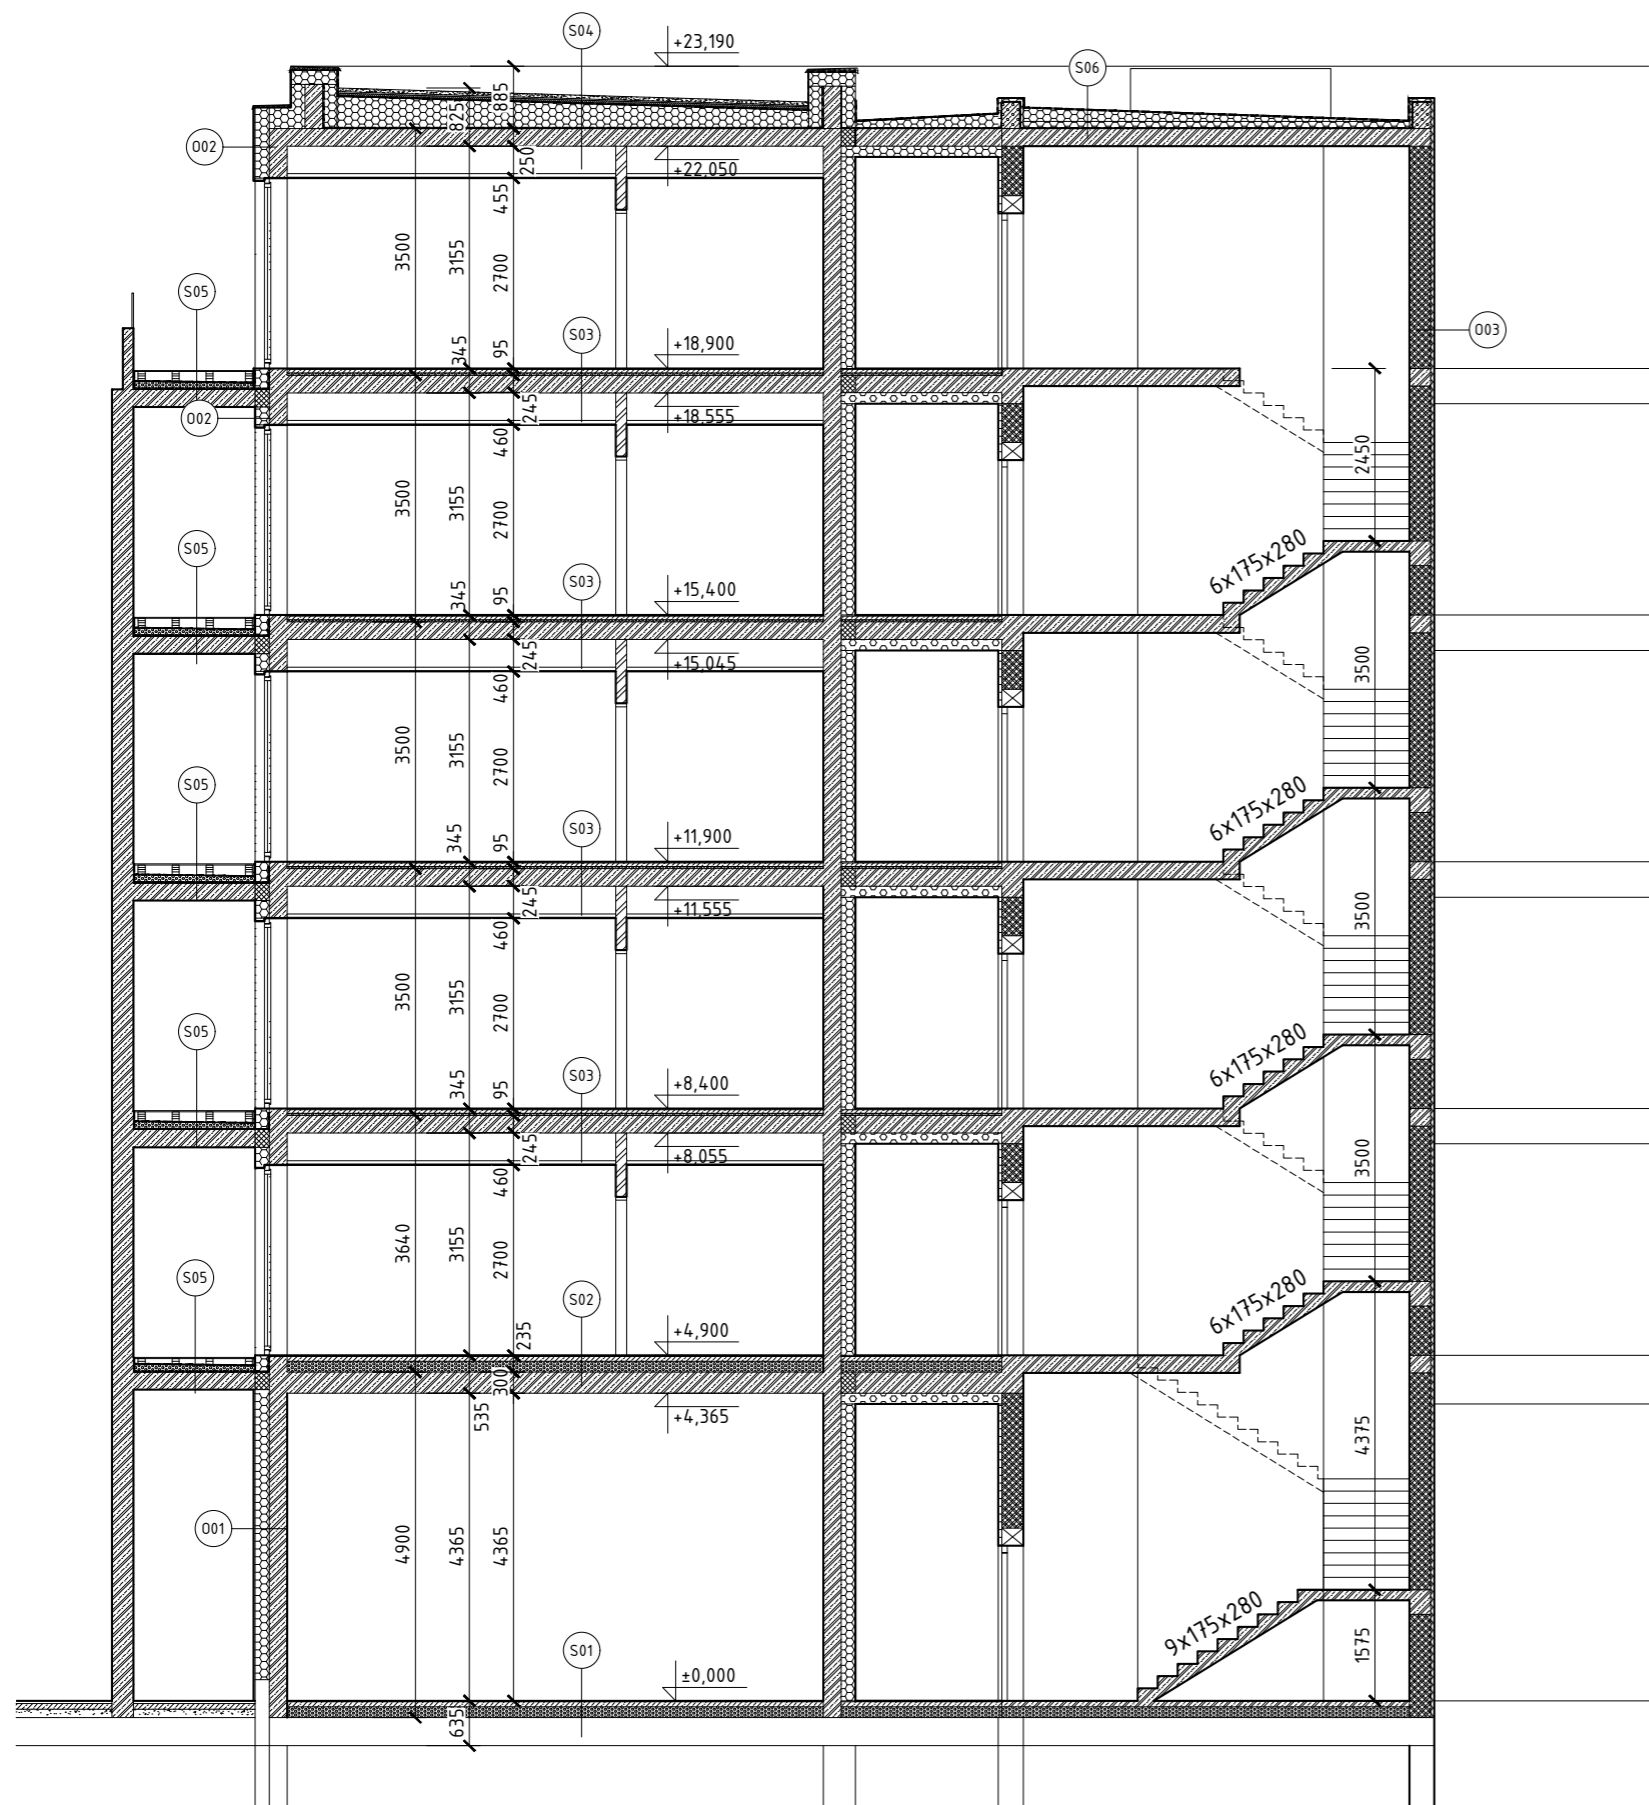 S04
+23,190
S06
885
825
O02
250
+22,050
455
3500
3155
2700
S05
S03
O03
+18,900
345
95
O02
245
+18,555
460
2450
3500
3155
2700
6x175x280
S05
S03
+15,400
345
95
245
+15,045
460
3500
3500
3155
2700
S05
6x175x280
S03
+11,900
345
95
245
+11,555
460
3500
3500
3155
2700
S05
6x175x280
S03
+8,400
345
95
245
+8,055
460
3500
3640
3155
2700
S05
6x175x280
S02
+4,900
235
300
535
+4,365
4375
O01
4900
4365
4365
9x175x280
S01
1575
±0,000
635